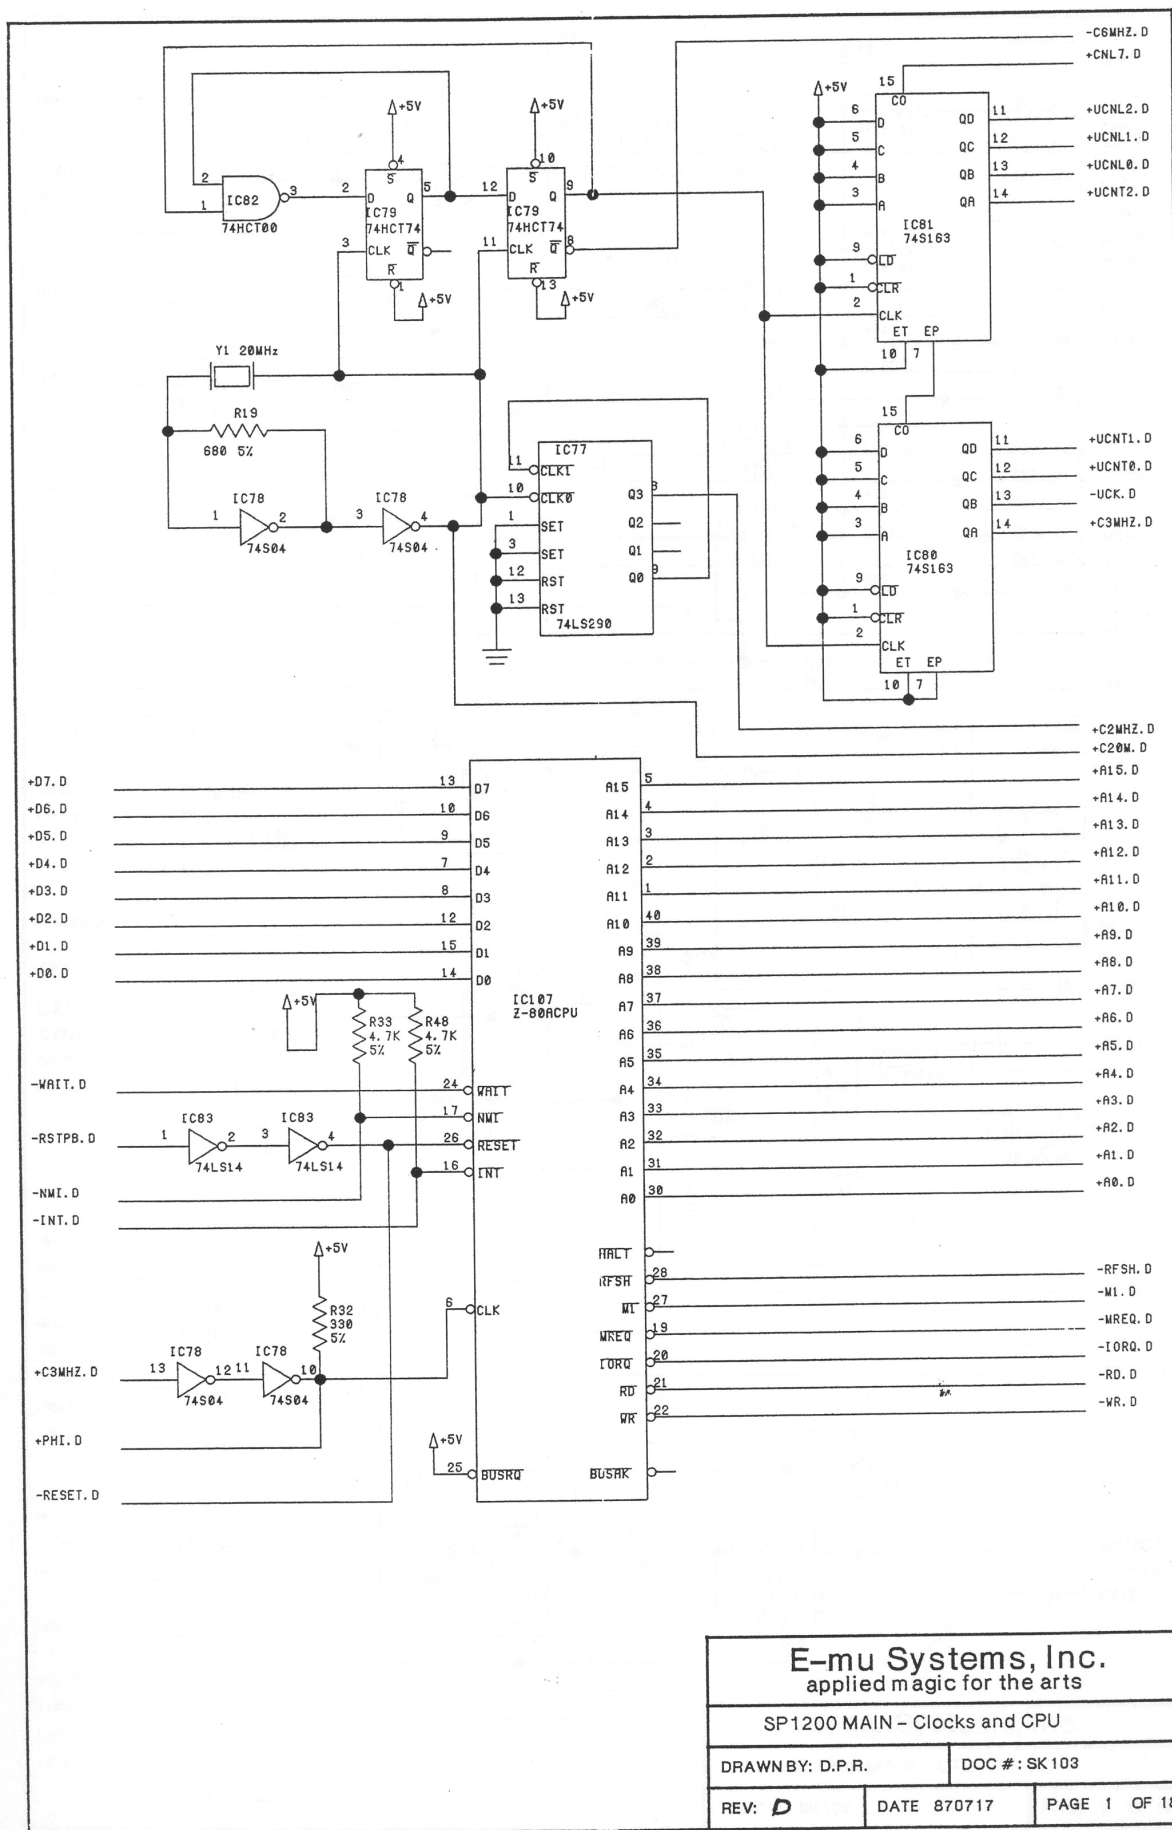 -C6MHZ.D
+CNL7.D
+5V
+5V
+5V
15
CO
6 D QD 11 +UCNL2.D
5 C QC 12 +UCNL1.D
4 B QB 13 +UCNL0.D
3 A QA 14 +UCNT2.D
IC81
74S163
9 LD
1 CLR
2 CLK
ET EP
10 7
2
1
IC82
3
74HCT00
4
S
2 D Q 5
IC79
74HCT74
3 CLK Q
R
1
+5V
10
S
12 D Q 9
IC79
74HCT74
11 CLK Q 8
R
13
+5V
Y1 20MHz
R19
680 5%
IC78
1 2
74S04
IC78
3 4
74S04
IC77
11 CLK1
10 CLK0
1 SET
3 SET
12 RST
13 RST
Q3 8
Q2
Q1
Q0 9
74LS290
15
CO
6 D QD 11 +UCNT1.D
5 C QC 12 +UCNT0.D
4 B QB 13 -UCK.D
3 A QA 14 +C3MHZ.D
IC80
74S163
9 LD
1 CLR
2 CLK
ET EP
10 7
+C2MHZ.D
+C20M.D
+D7.D 13 D7
+D6.D 10 D6
+D5.D 9 D5
+D4.D 7 D4
+D3.D 8 D3
+D2.D 12 D2
+D1.D 15 D1
+D0.D 14 D0
A15 5 +A15.D
A14 4 +A14.D
A13 3 +A13.D
A12 2 +A12.D
A11 1 +A11.D
A10 40 +A10.D
A9 39 +A9.D
A8 38 +A8.D
A7 37 +A7.D
A6 36 +A6.D
A5 35 +A5.D
A4 34 +A4.D
A3 33 +A3.D
A2 32 +A2.D
A1 31 +A1.D
A0 30 +A0.D
IC107
Z-80ACPU
+5V
R33
4.7K
5%
R48
4.7K
5%
-WAIT.D 24 WAIT
17 NMI
-RSTPB.D 1 IC83 2 3 IC83 4 26 RESET
74LS14 74LS14
16 INT
-NMI.D
-INT.D
+5V
R32
330
5%
6 CLK
+C3MHZ.D 13 IC78 12 11 IC78 10
74S04 74S04
+PHI.D
+5V
25 BUSRQ
-RESET.D
HALT
RFSH 28 -RFSH.D
M1 27 -M1.D
MREQ 19 -MREQ.D
IORQ 20 -IORQ.D
RD 21 -RD.D
WR 22 -WR.D
BUSAK
E-mu Systems, Inc.
applied magic for the arts
SP1200 MAIN – Clocks and CPU
DRAWN BY: D.P.R. DOC #: SK103
REV: D DATE 870717 PAGE 1 OF 18